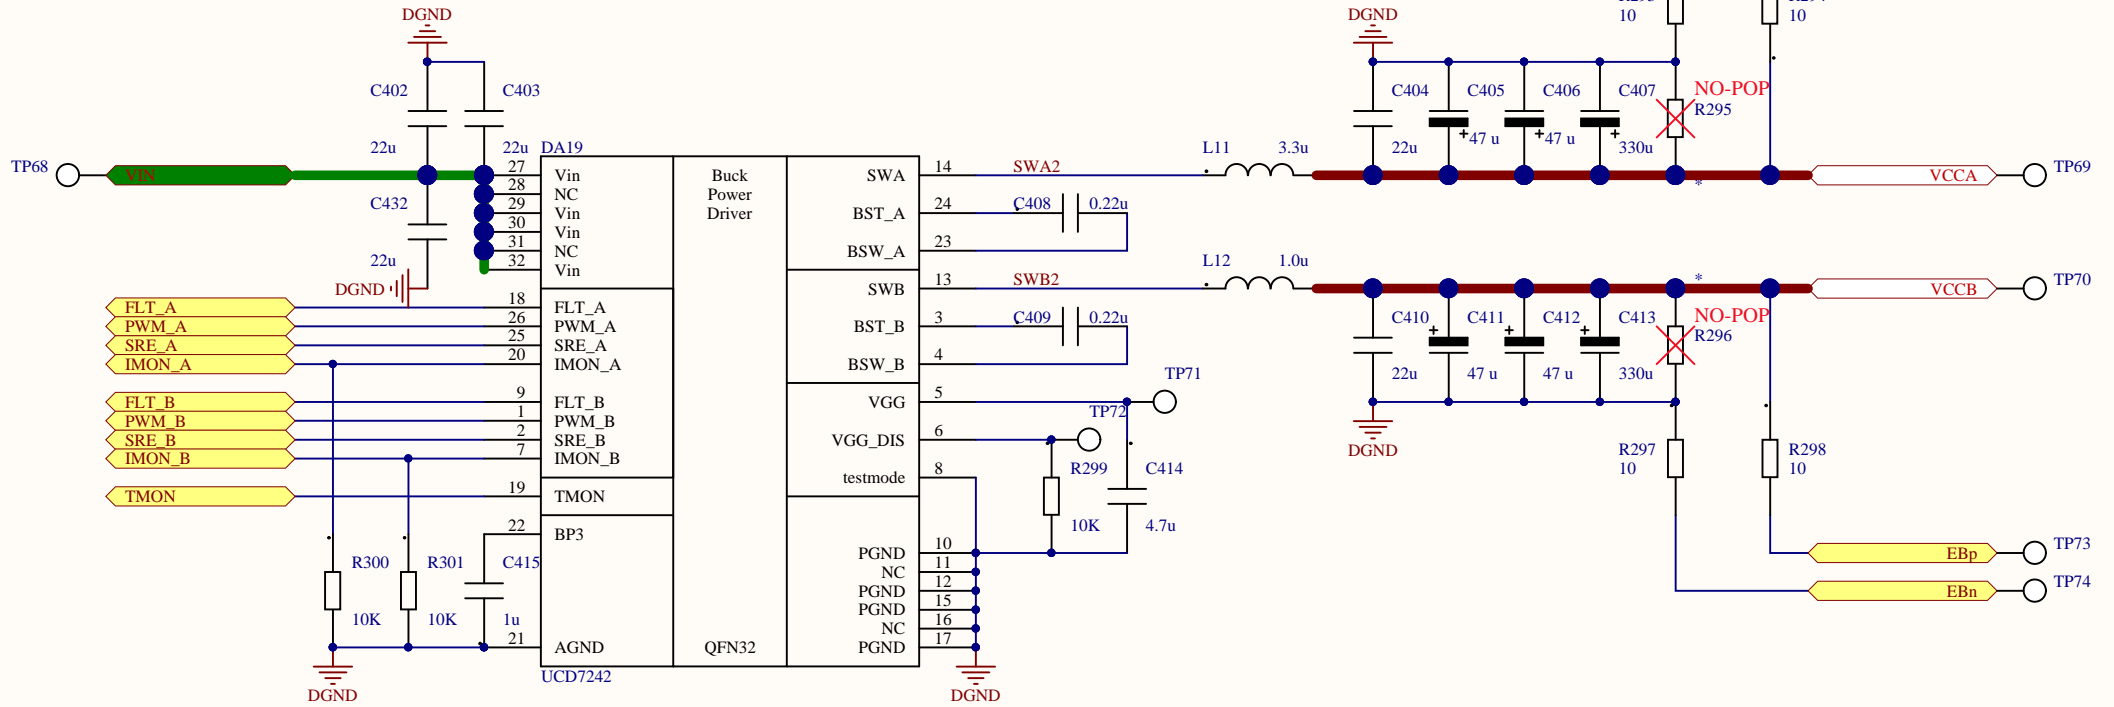 DGND
C402
C403
22u
22u
TP68
VIN
C432
22u
DGND
FLT_A
PWM_A
SRE_A
IMON_A
FLT_B
PWM_B
SRE_B
IMON_B
TMON
R300
10K
R301
10K
C415
1u
DGND
DA19
27
28
29
30
31
32
18
26
25
20
9
1
2
7
19
22
21
Vin
NC
Vin
Vin
NC
Vin
FLT_A
PWM_A
SRE_A
IMON_A
FLT_B
PWM_B
SRE_B
IMON_B
TMON
BP3
AGND
UCD7242
Buck
Power
Driver
QFN32
SWA
BST_A
BSW_A
SWB
BST_B
BSW_B
VGG
VGG_DIS
testmode
PGND
NC
PGND
PGND
NC
PGND
14
24
23
13
3
4
5
6
8
10
11
12
15
16
17
DGND
SWA2
C408
0.22u
SWB2
C409
0.22u
TP71
TP72
R299
10K
C414
4.7u
L11
3.3u
L12
1.0u
DGND
C404
22u
C405
+
47 u
C406
+
47 u
C407
+
330u
10
10
NO-POP
R295
*
VCCA
TP69
*
VCCB
TP70
C410
22u
+
C411
47 u
+
C412
47 u
+
C413
330u
NO-POP
R296
DGND
R297
10
R298
10
EBp
TP73
EBn
TP74